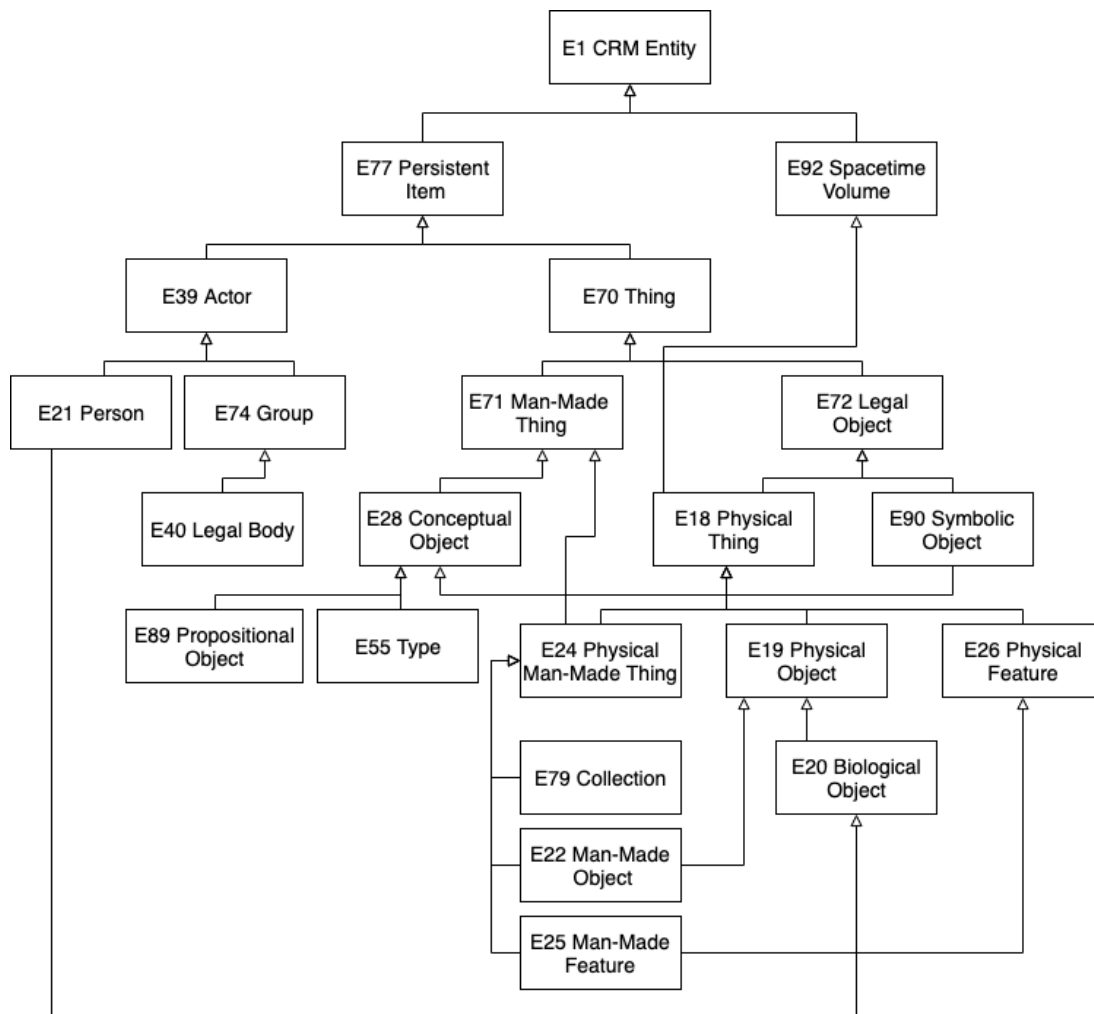 E1 CRM Entity
E77 Persistent
Item
E92 Spacetime
Volume
E39 Actor
E70 Thing
E21 Person
E74 Group
E71 Man-Made
Thing
E72 Legal
Object
E40 Legal Body
E28 Conceptual
Object
E18 Physical
Thing
E90 Symbolic
Object
E89 Propositional
Object
E55 Type
E24 Physical
Man-Made Thing
E19 Physical
Object
E26 Physical
Feature
E79 Collection
E20 Biological
Object
E22 Man-Made
Object
E25 Man-Made
Feature